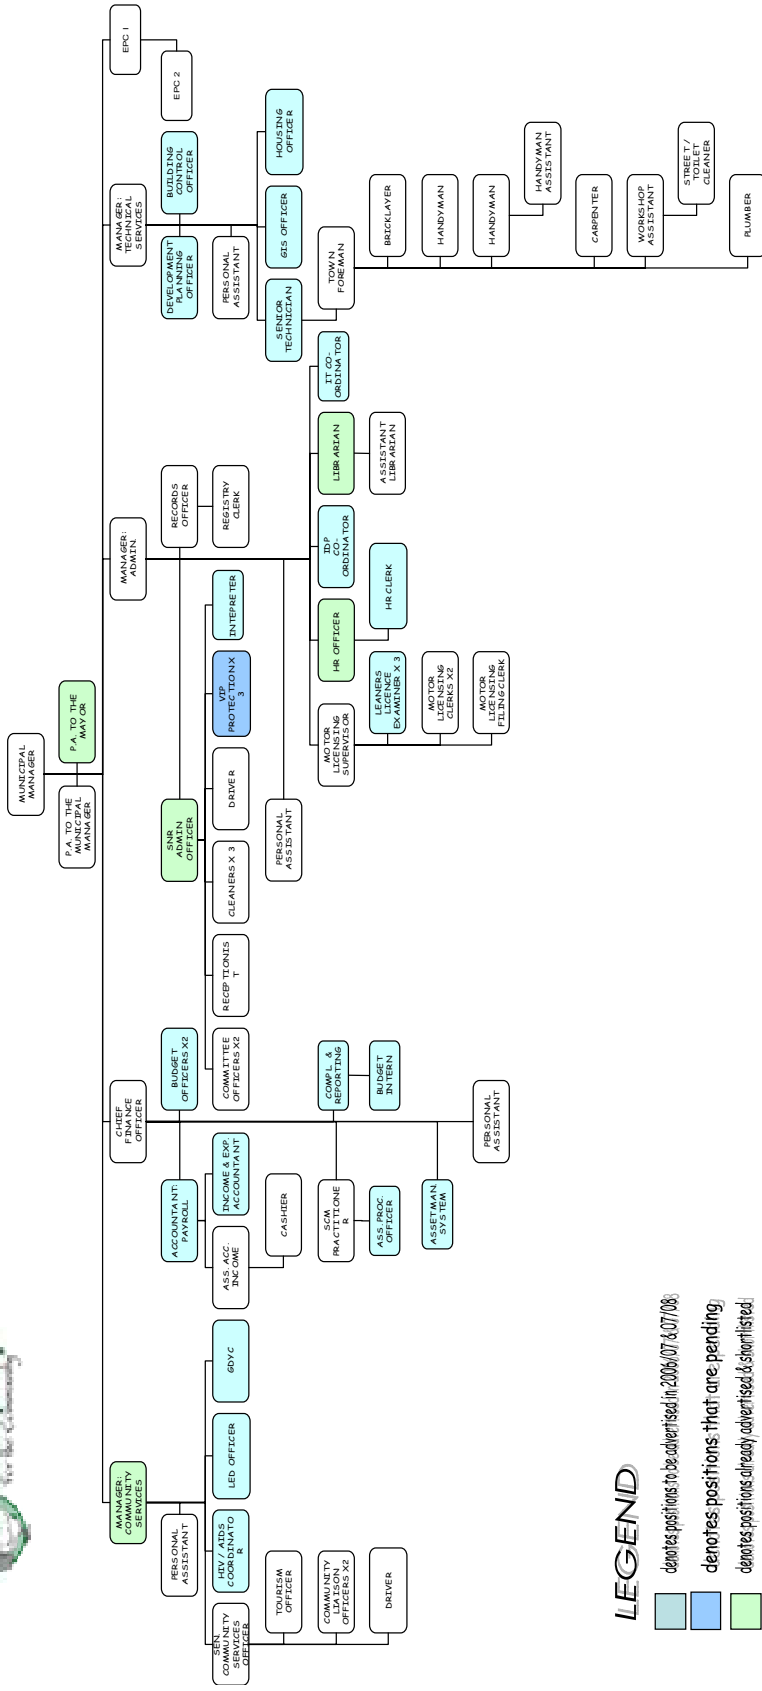 MUNICIPAL
MANAGER
P.A. TO THE
MUNICIPAL
MANAGER
P.A. TO THE
MAYOR
MANAGER:
COMMUNITY
SERVICES
CHIEF
FINANCE
OFFICER
MANAGER:
ADMIN.
MANAGER:
TECHNICAL
SERVICES
EPC 1
EPC 2
PERSONAL
ASSISTANT
SEN.
COMMUNITY
SERVICES
OFFICER
HIV / AIDS
COORDINATO
R
LED OFFICER
GDYC
TOURISM
OFFICER
COMMUNITY
LIAISON
OFFICERS X2
DRIVER
ACCOUNTANT:
PAYROLL
BUDGET
OFFICERS X2
ASS. ACC.
INCOME
INCOME & EXP.
ACCOUNTANT
CASHIER
SCM
PRACTITIONE
R
COMPL. &
REPORTING
ASS. PROC.
OFFICER
BUDGET
INTERN
ASSET MAN.
SYSTEM
PERSONAL
ASSISTANT
SNR
ADMIN
OFFICER
RECORDS
OFFICER
COMMITTEE
OFFICERS X2
RECEPTIONIS
T
CLEANERS X 3
DRIVER
VIP
PROTECTION X
3
INTEPRETER
REGISTRY
CLERK
PERSONAL
ASSISTANT
MOTOR
LICENSING
SUPERVISOR
HR OFFICER
IDP
CO-
ORDINATOR
LIBRARIAN
IT CO-
ORDINATOR
LEANERS
LICENCE
EXAMINER X 3
HR CLERK
ASSISTANT
LIBRARIAN
MOTOR
LICENSING
CLERKS X2
MOTOR
LICENSING
FILING CLERK
DEVELOPMENT
PLANNING
OFFICER
BUILDING
CONTROL
OFFICER
PERSONAL
ASSISTANT
SENIOR
TECHNICIAN
GIS OFFICER
HOUSING
OFFICER
TOWN
FOREMAN
BRICKLAYER
HANDYMAN
HANDYMAN
HANDYMAN
ASSISTANT
CARPENTER
WORKSHOP
ASSISTANT
STREET /
TOILET
CLEANER
PLUMBER
LEGEND
denotes positions to be advertised in 2006/07 & 07/08
denotes positions that are pending
denotes positions already advertised & shortlisted